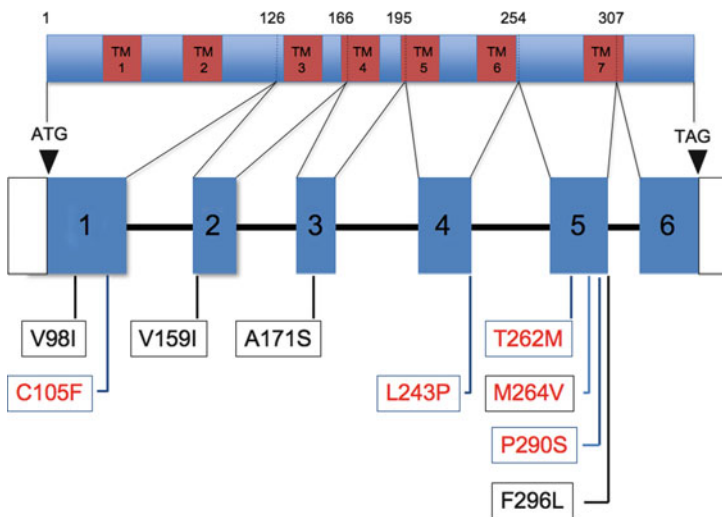 1 126 166 195 254 307
TM TM TM TM TM TM TM
1 2 3 4 5 6 7
ATG TAG
1 2 3 4 5 6
V98I V159I A171S T262M
C105F L243P M264V
P290S
F296L